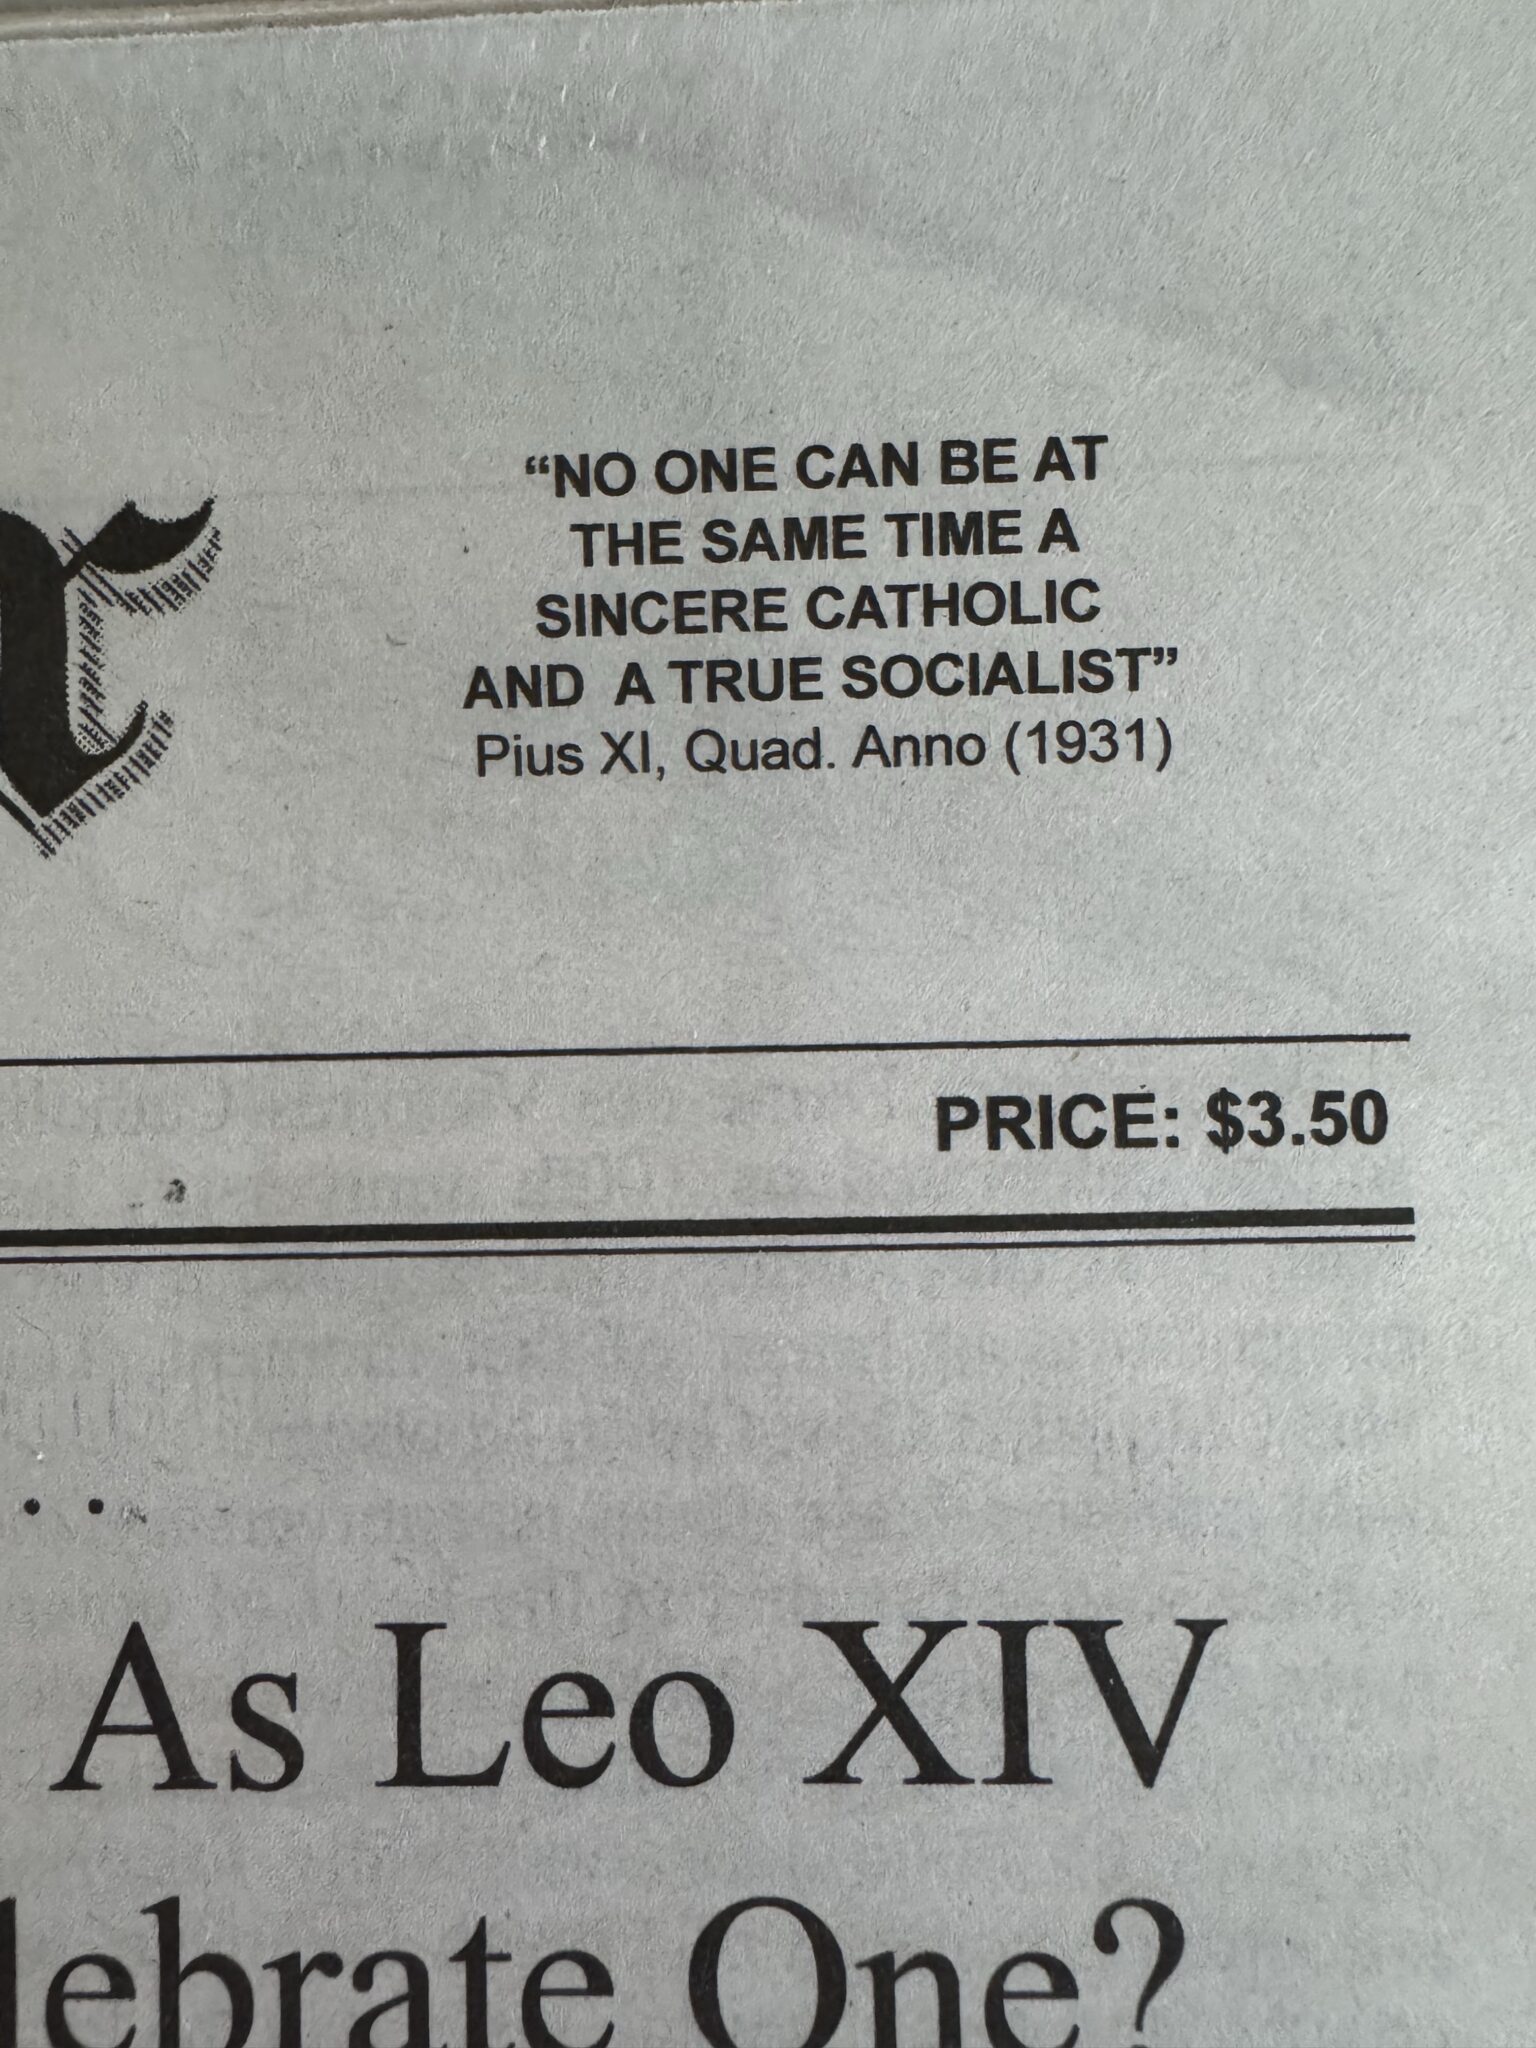 r
"NO ONE CAN BE AT
THE SAME TIME A
SINCERE CATHOLIC
AND A TRUE SOCIALIST"
Pius XI, Quad. Anno (1931)
PRICE: $3.50
. .
As Leo XIV
lebrate One?